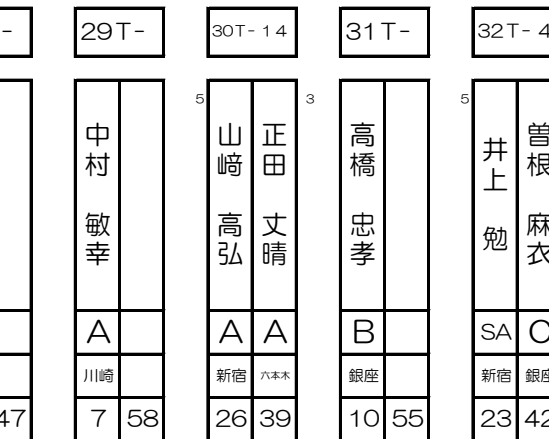 -
29T-
30T-14
31T-
32T-4
5
3
5
中村 敏幸
山﨑 高弘
正田 丈晴
高橋 忠孝
井上 勉
曽根 麻衣
A
A
A
B
SA
C
川崎
新宿
六本木
銀座
新宿
銀座
47
7
58
26
39
10
55
23
42